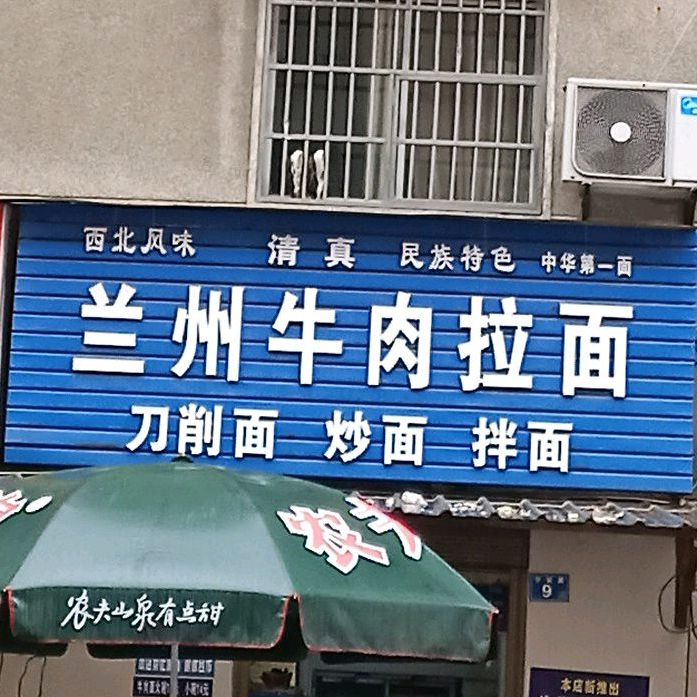 西北风味 清真 民族特色 中华第一面
兰州牛肉拉面
刀削面 炒面 拌面
农夫
农夫山泉有点甜
9
本店新推出